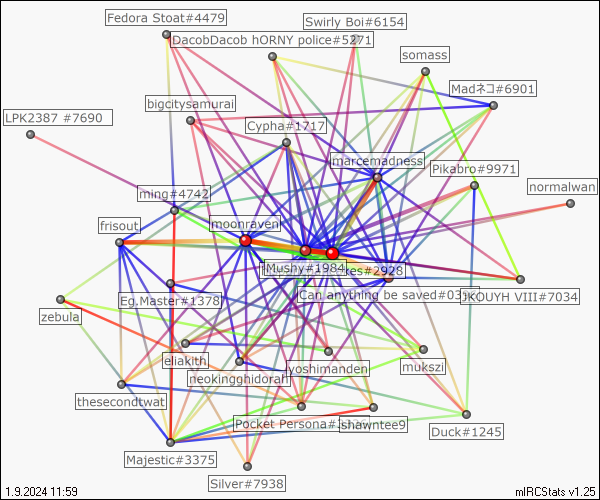 Fedora Stoat#4479
Swirly Boi#6154
DacobDacob hORNY police#5271
somass
Madネコ#6901
bigcitysamurai
LPK2387 #7690
Cypha#1717
marcemadness
Pikabro#9971
normalwan
ming#4742
moonraven
frisout
Mushy#1984
es#2928
Can anything be saved#03
JKOUYH VIII#7034
Eg.Master#1378
zebula
eliakith
yoshimanden
mukszi
neokingghidorah
thesecondtwat
Pocket Persona#
shawntee9
Duck#1245
Majestic#3375
Silver#7938
1.9.2024 11:59
mIRCStats v1.25